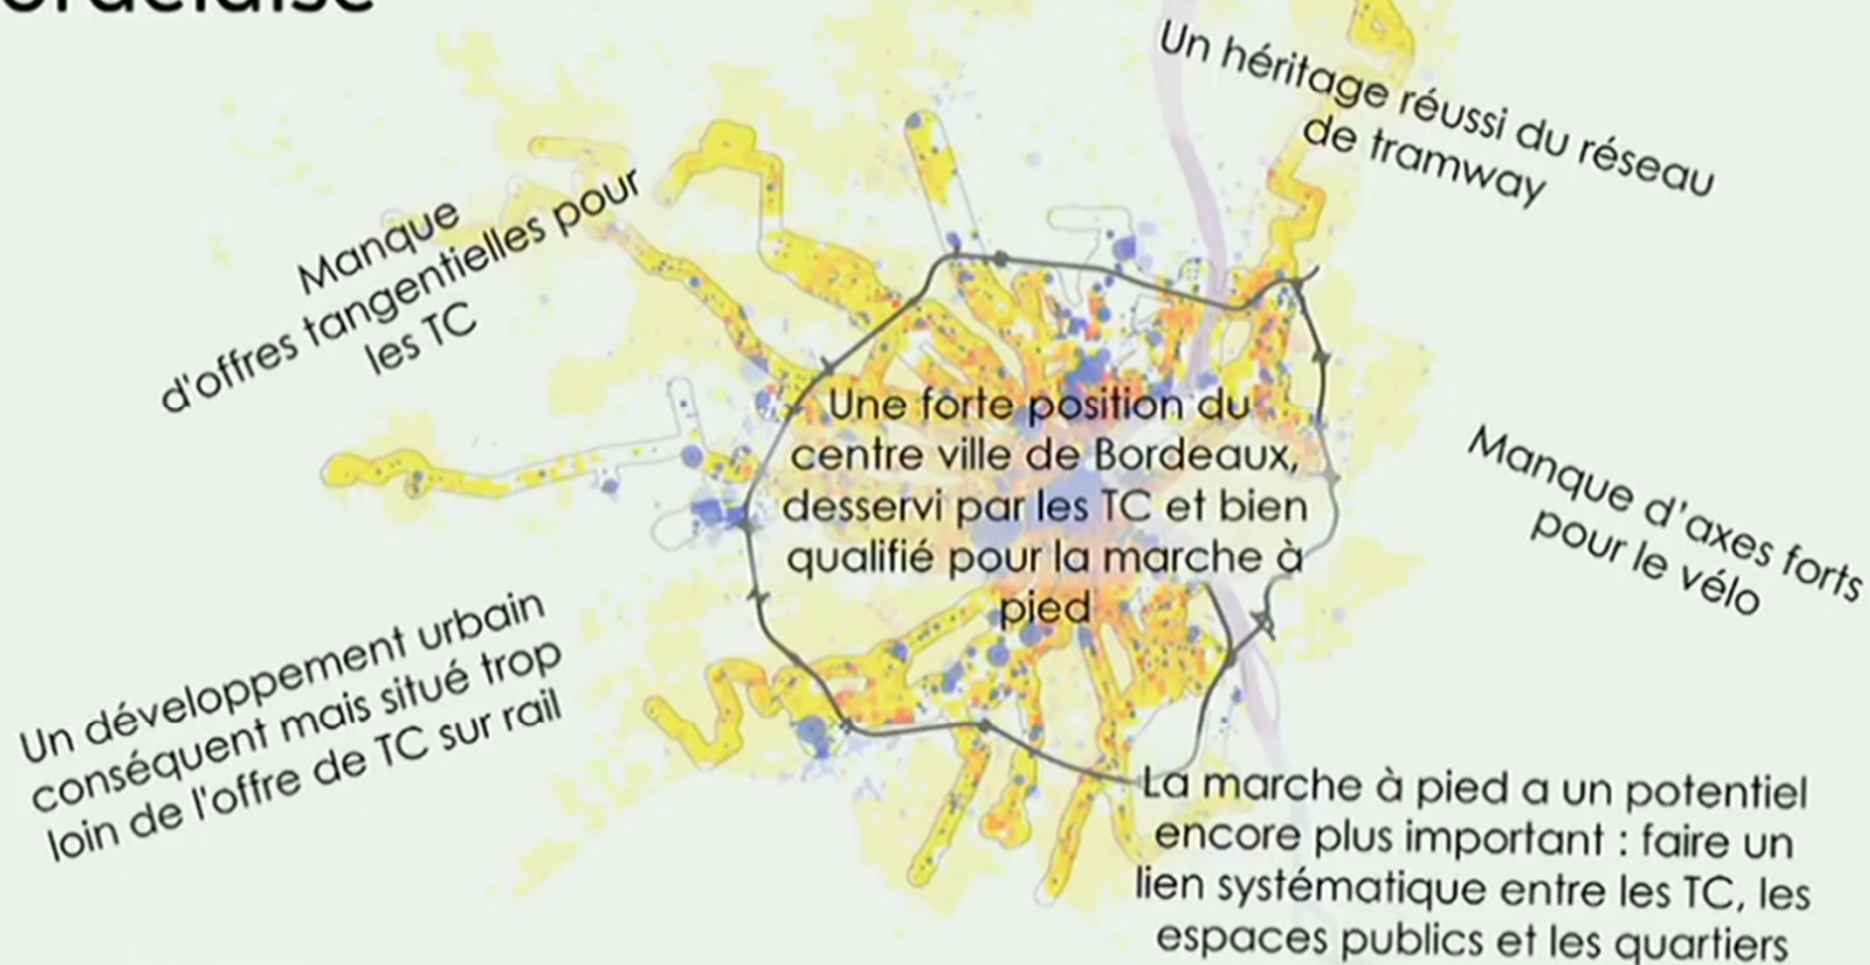 Un héritage réussi du réseau
de tramway
Manque
d'offres tangentielles pour
les TC
Une forte position du
centre ville de Bordeaux,
desservi par les TC et bien
qualifié pour la marche à
pied
Manque d'axes forts
pour le vélo
Un développement urbain
conséquent mais situé trop
loin de l'offre de TC sur rail
La marche à pied a un potentiel
encore plus important : faire un
lien systématique entre les TC, les
espaces publics et les quartiers